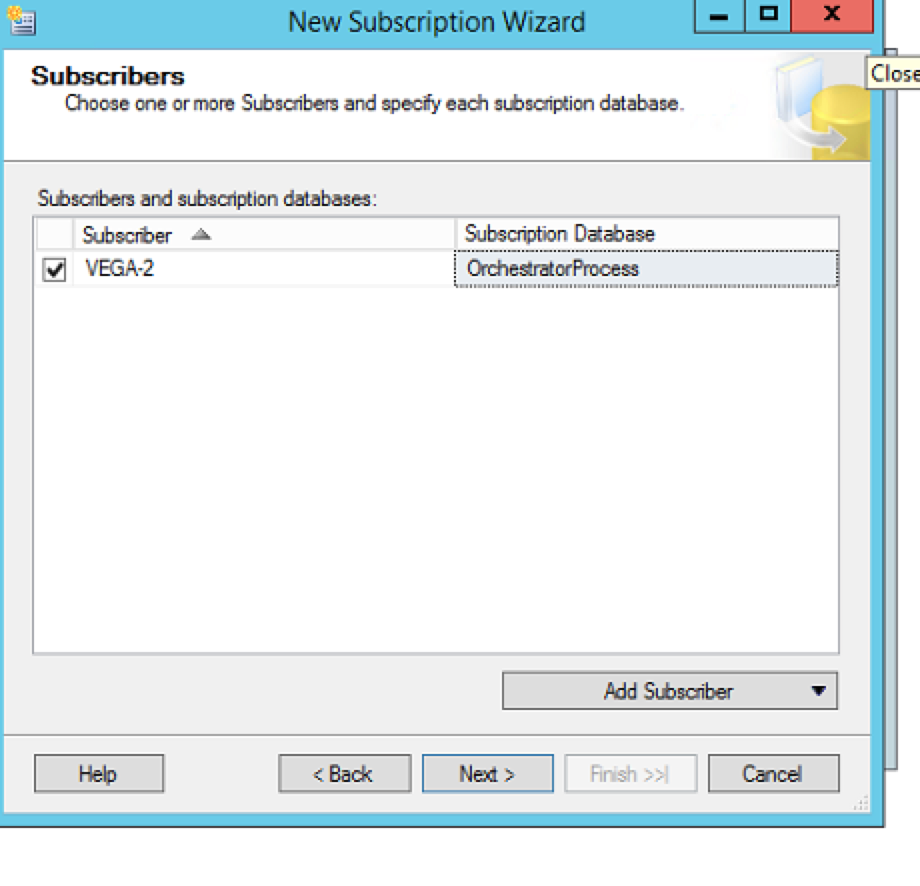 New Subscription Wizard
Close
Subscribers
Choose one or more Subscribers and specify each subscription database.
Subscribers and subscription databases:
Subscriber Subscription Database
VEGA-2 OrchestratorProcess
Add Subscriber
Help < Back Next > Finish >>| Cancel